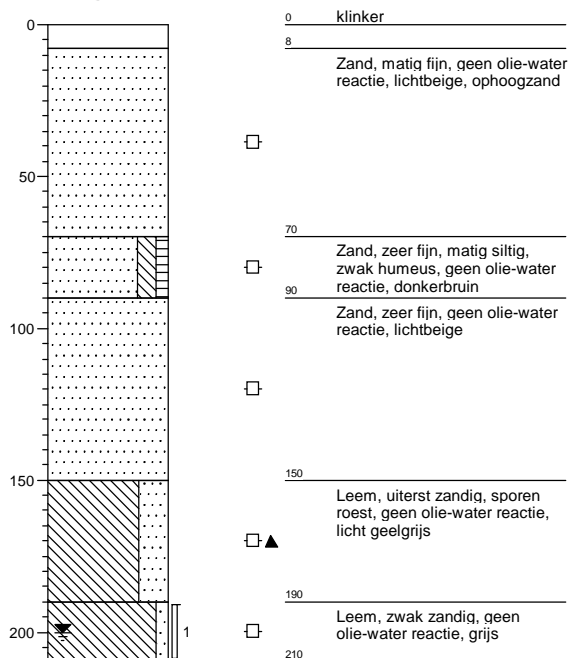 0
0 klinker
8
Zand, matig fijn, geen olie-water
reactie, lichtbeige, ophoogzand
50
70
Zand, zeer fijn, matig siltig,
zwak humeus, geen olie-water
reactie, donkerbruin
90
Zand, zeer fijn, geen olie-water
reactie, lichtbeige
100
150
150
Leem, uiterst zandig, sporen
roest, geen olie-water reactie,
licht geelgrijs
190
Leem, zwak zandig, geen
olie-water reactie, grijs
200
1
210